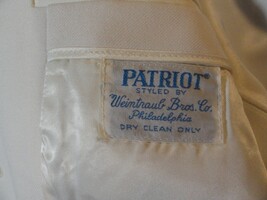 PATRIOT®
STYLED BY
Weintraub Bros. Co.
Philadelphia
DRY CLEAN ONLY